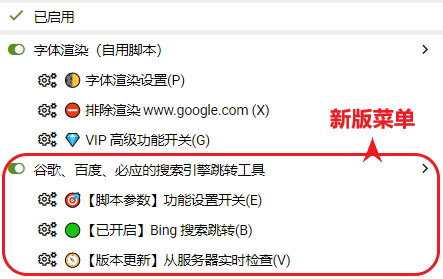 已启用
字体渲染（自用脚本）
字体渲染设置(P)
排除渲染 www.google.com (X)
VIP 高级功能开关(G)
新版菜单
谷歌、百度、必应的搜索引擎跳转工具
【脚本参数】功能设置开关(E)
【已开启】Bing 搜索跳转(B)
【版本更新】从服务器实时检查(V)